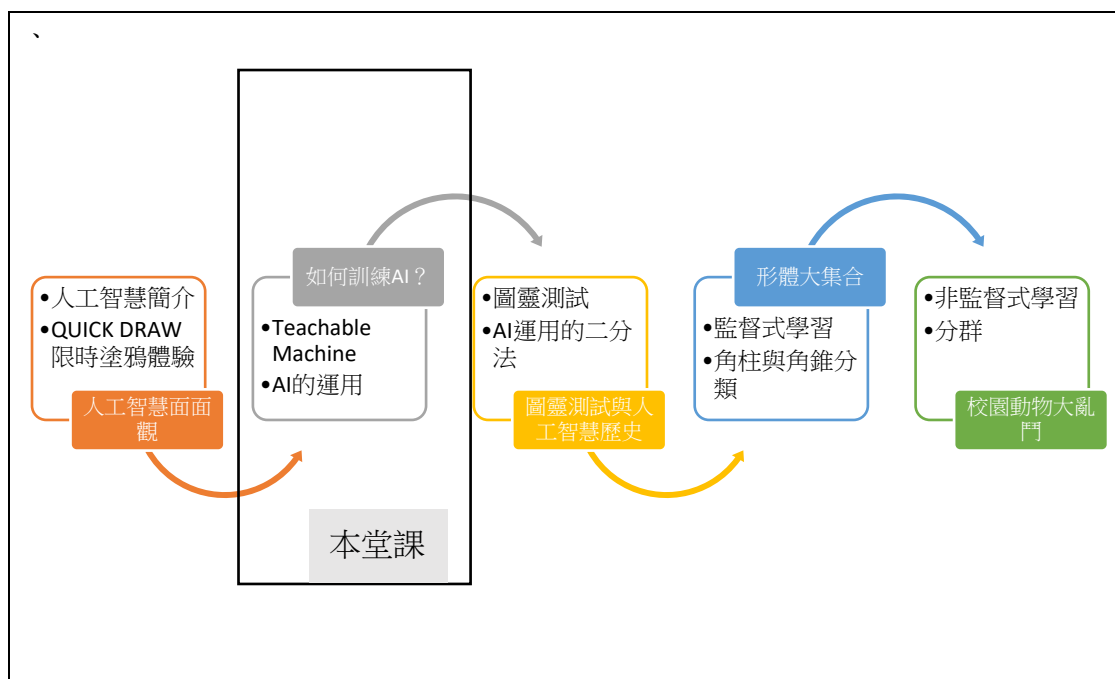 、
•人工智慧簡介
•QUICK DRAW
限時塗鴉體驗
人工智慧面面
觀
如何訓練AI？
•Teachable
Machine
•AI的運用
•圖靈測試
•AI運用的二分
法
圖靈測試與人
工智慧歷史
形體大集合
•監督式學習
•角柱與角錐分
類
•非監督式學習
•分群
校園動物大亂
鬥
本堂課